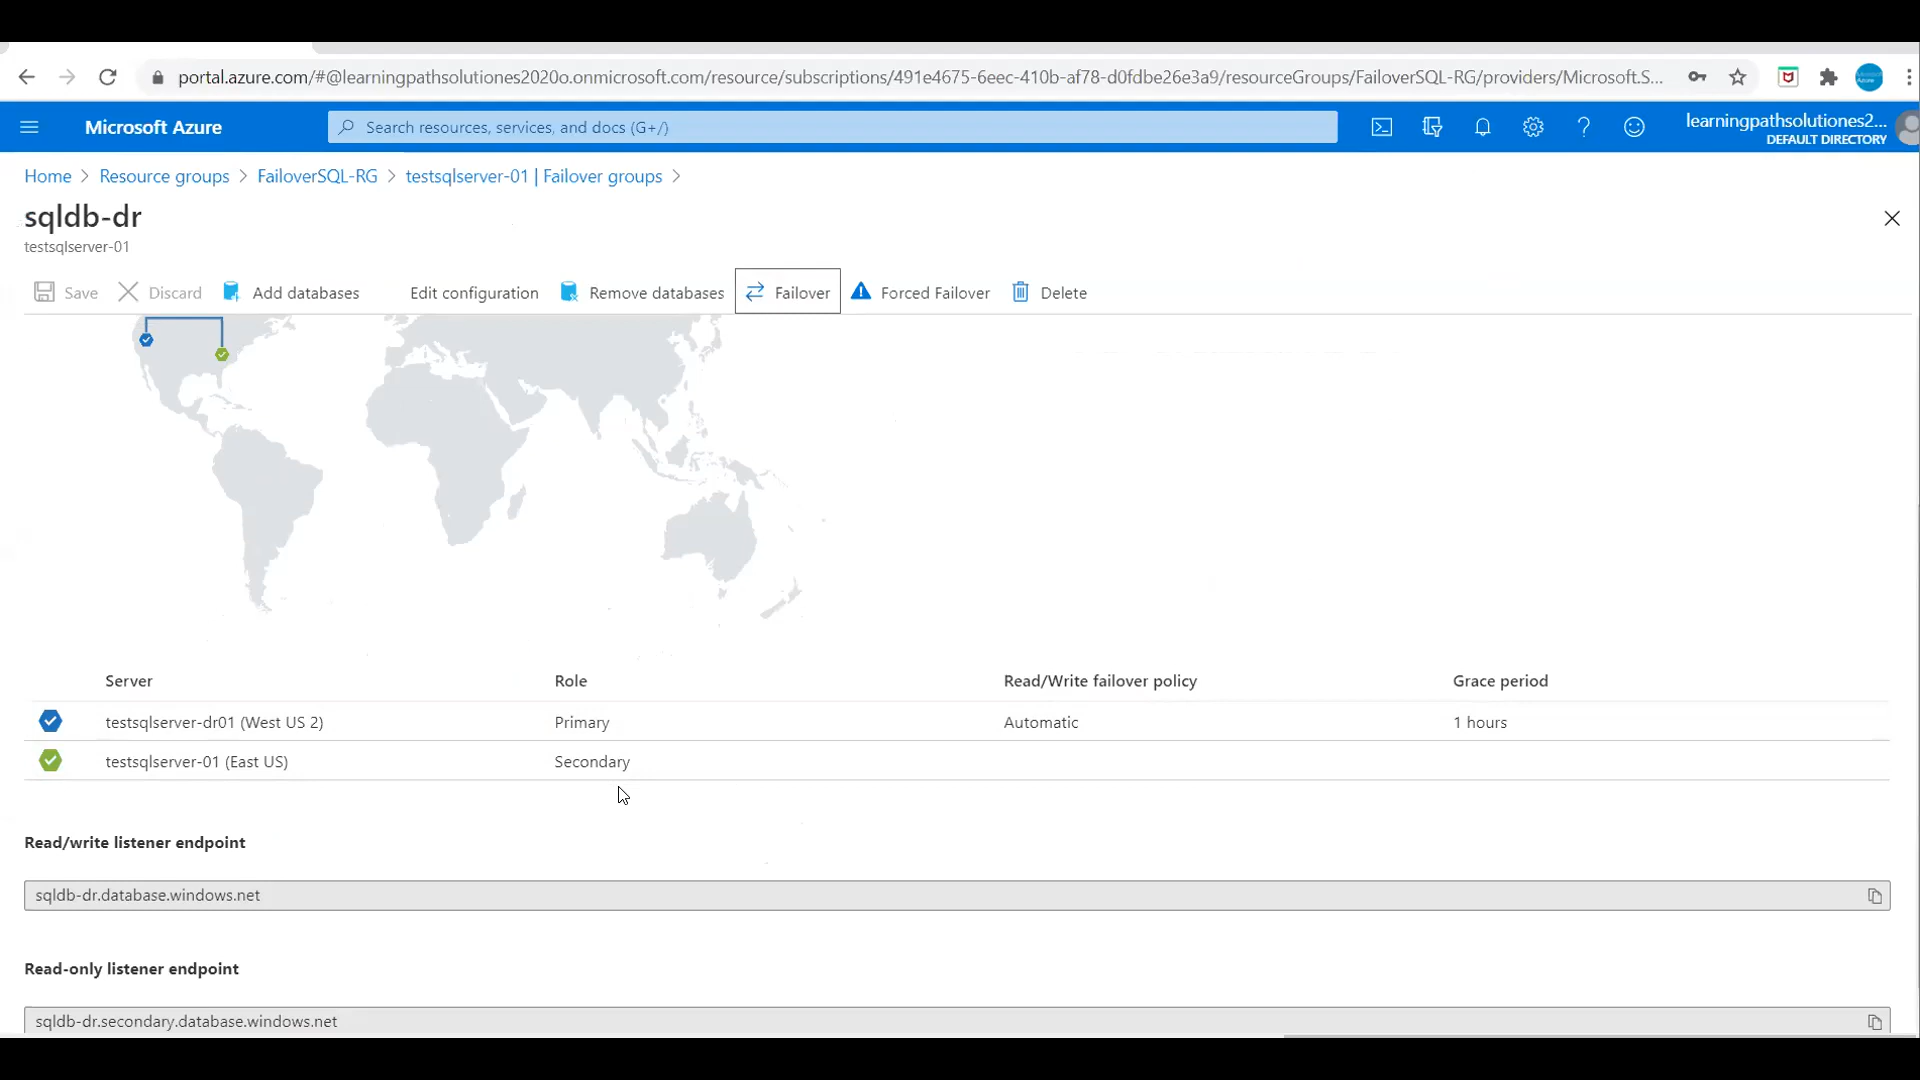 portal.azure.com/#@learningpathsolutiones2020o.onmicrosoft.com/resource/subscriptions/491e4675-6eec-410b-af78-d0fdbe26e3a9/resourceGroups/FailoverSQL-RG/providers/Microsoft.S...
Microsoft Azure
Search resources, services, and docs (G+/)
learningpathsolutiones2...
DEFAULT DIRECTORY
Home > Resource groups > FailoverSQL-RG > testsqlserver-01 | Failover groups >
sqldb-dr
testsqlserver-01
Save Discard Add databases Edit configuration Remove databases Failover Forced Failover Delete
Server Role Read/Write failover policy Grace period
testsqlserver-dr01 (West US 2) Primary Automatic 1 hours
testsqlserver-01 (East US) Secondary
Read/write listener endpoint
sqldb-dr.database.windows.net
Read-only listener endpoint
sqldb-dr.secondary.database.windows.net